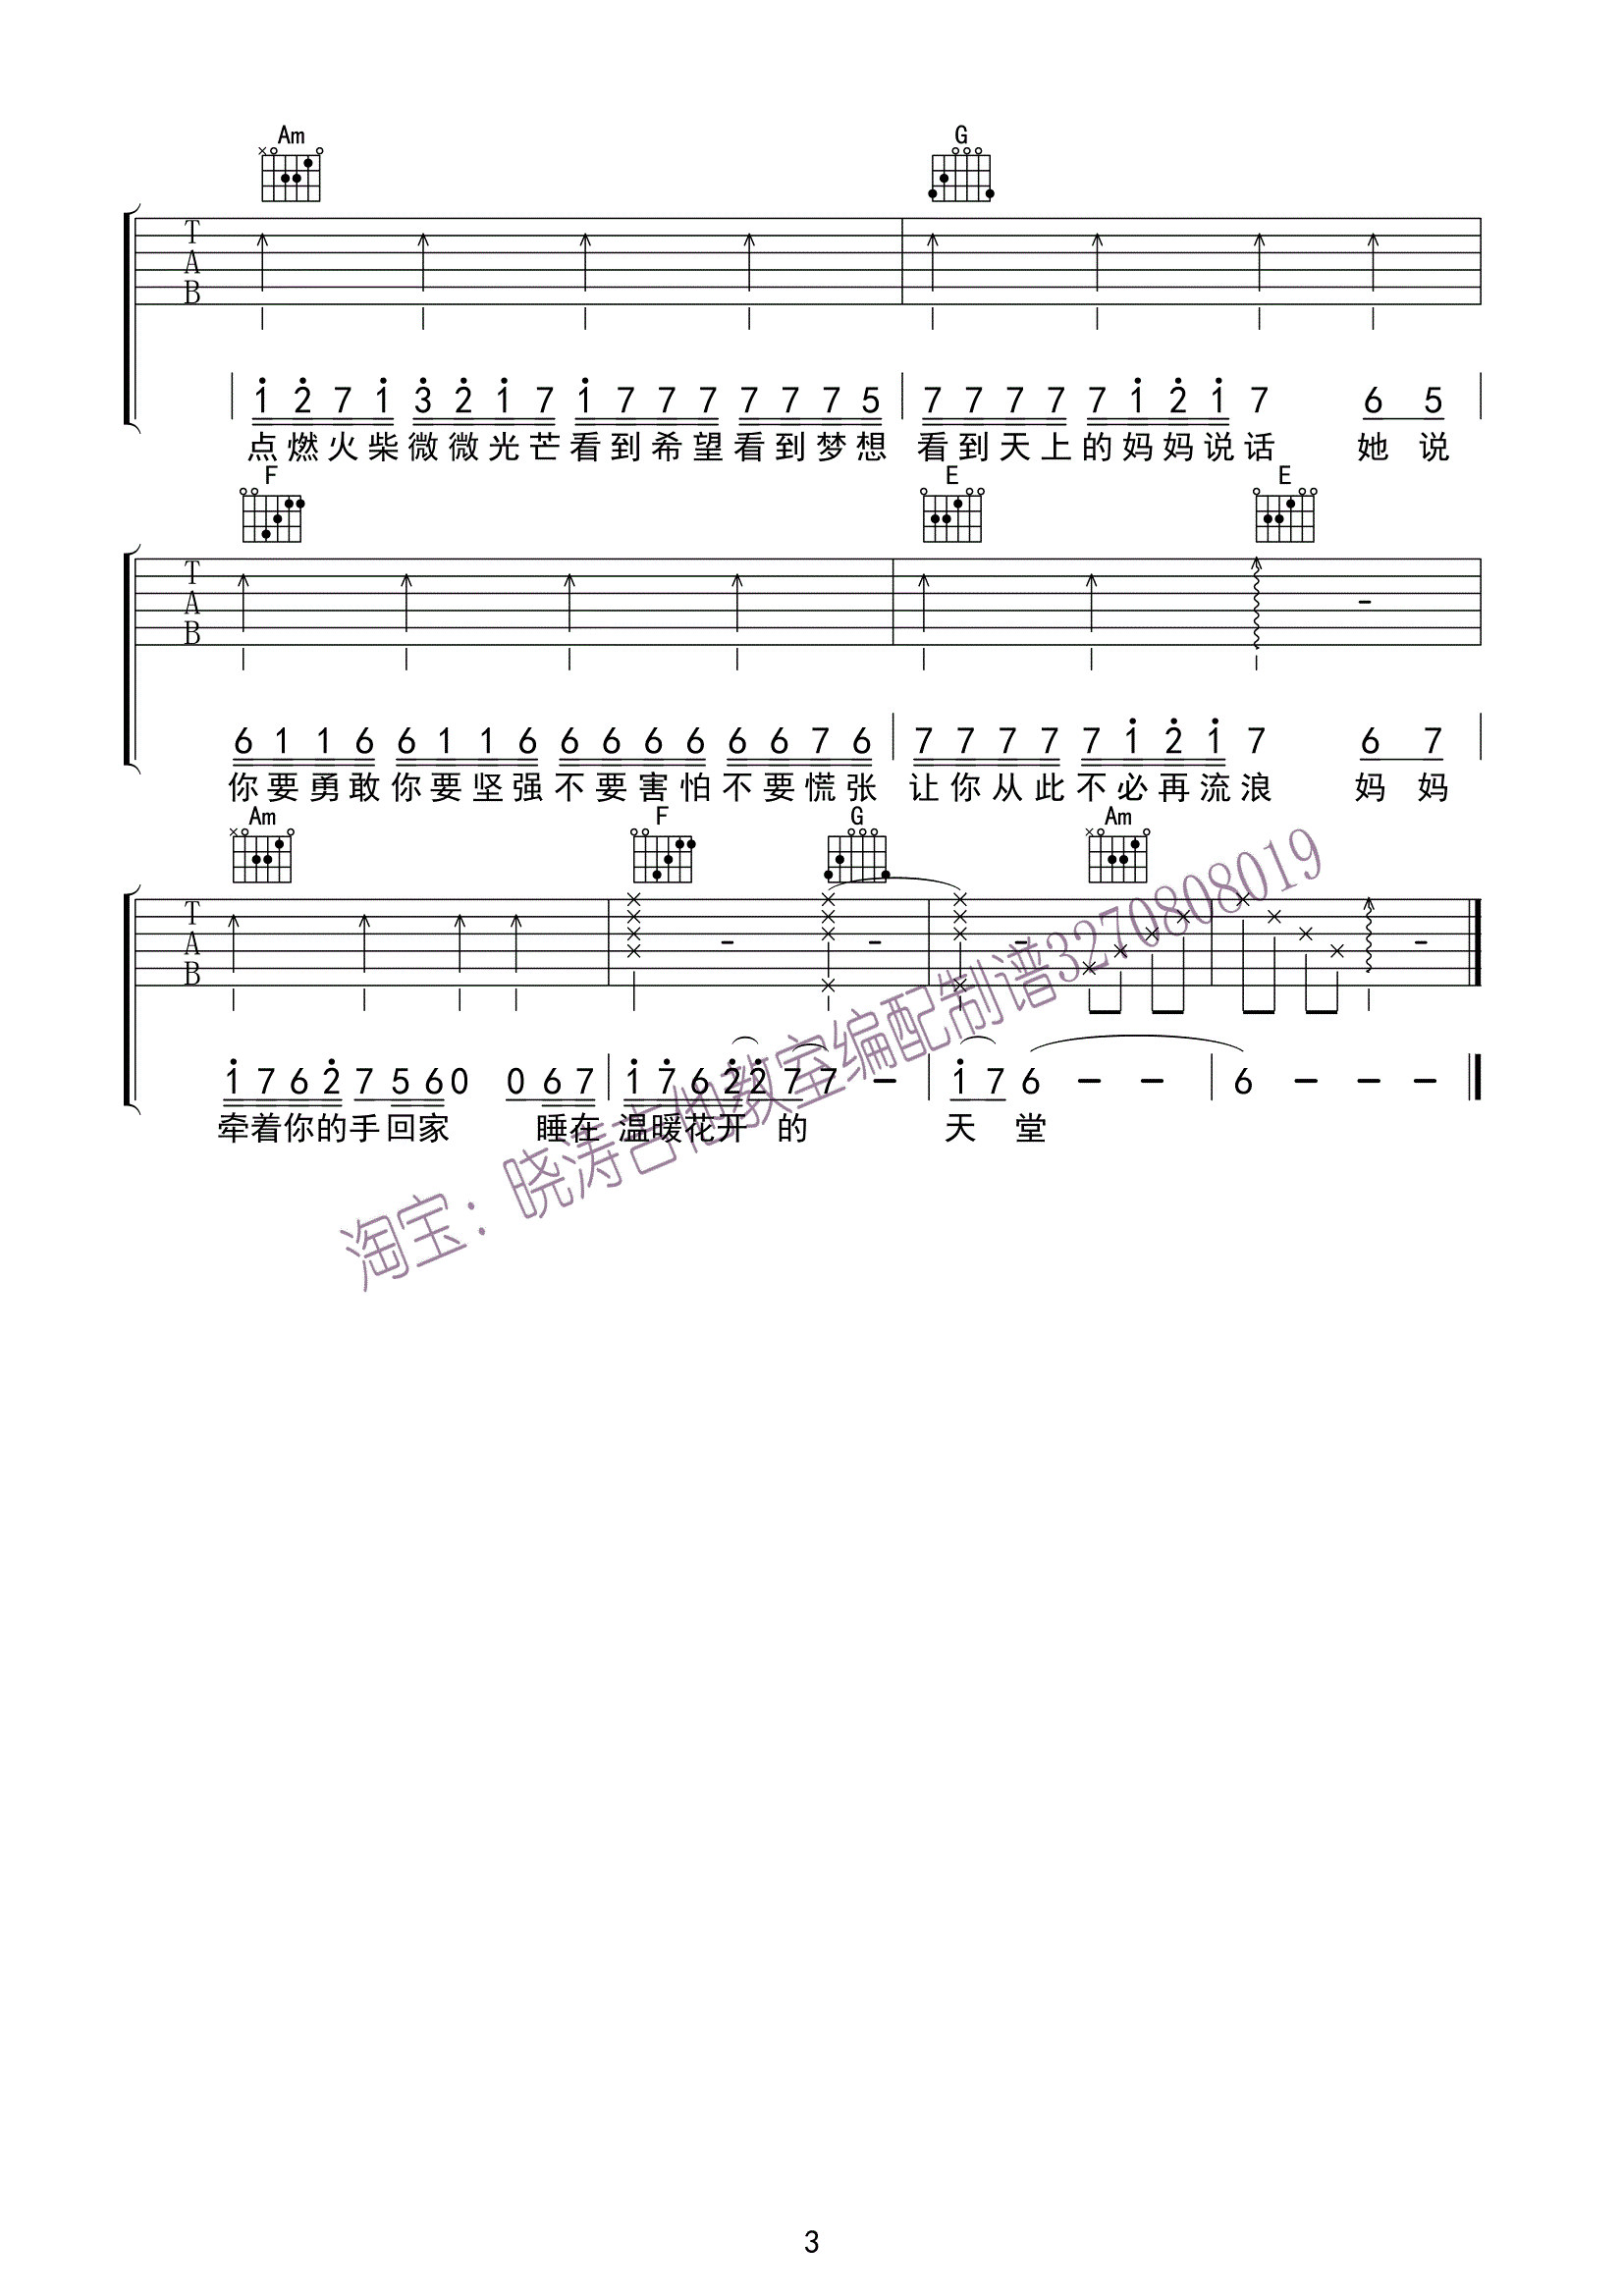 Am G
T
A
B
1 2 7 1 3 2 1 7 1 7 7 7 7 7 7 5 7 7 7 7 7 1 2 1 7 6 5
点燃火柴微微光芒看到希望看到梦想 看到天上的妈妈说话 她说
F E E
T
A
B
6 1 1 6 6 1 1 6 6 6 6 6 6 6 7 6 7 7 7 7 7 1 2 1 7 6 7
你要勇敢你要坚强不要害怕不要慌张 让你从此不必再流浪 妈妈
Am F G Am
T
A
B
1 7 6 2 7 5 6 0 0 6 7 1 7 6 2 2 7 7 - 1 7 6 - - 6 - - -
牵着你的手回家 睡在 温暖花开 的 天堂
淘宝：晓涛吉他教室编配制谱3270808019
3